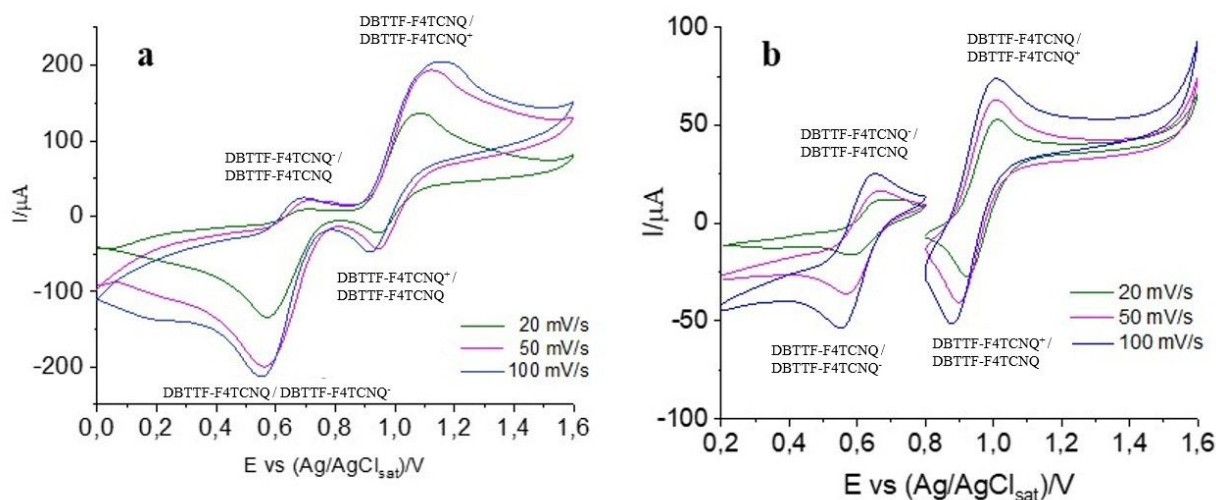 a
DBTTF-F4TCNQ /
DBTTF-F4TCNQ⁺
DBTTF-F4TCNQ⁻/
DBTTF-F4TCNQ
DBTTF-F4TCNQ⁺/
DBTTF-F4TCNQ
DBTTF-F4TCNQ/DBTTF-F4TCNQ⁻
20 mV/s
50 mV/s
100 mV/s
I/µA
200
100
0
-100
-200
0,0 0,2 0,4 0,6 0,8 1,0 1,2 1,4 1,6
E vs (Ag/AgCl_sat)/V
b
DBTTF-F4TCNQ/
DBTTF-F4TCNQ⁺
DBTTF-F4TCNQ⁻/
DBTTF-F4TCNQ
DBTTF-F4TCNQ/
DBTTF-F4TCNQ⁻
DBTTF-F4TCNQ⁺/
DBTTF-F4TCNQ
20 mV/s
50 mV/s
100 mV/s
I/µA
100
50
0
-50
-100
0,2 0,4 0,6 0,8 1,0 1,2 1,4 1,6
E vs (Ag/AgCl_sat)/V